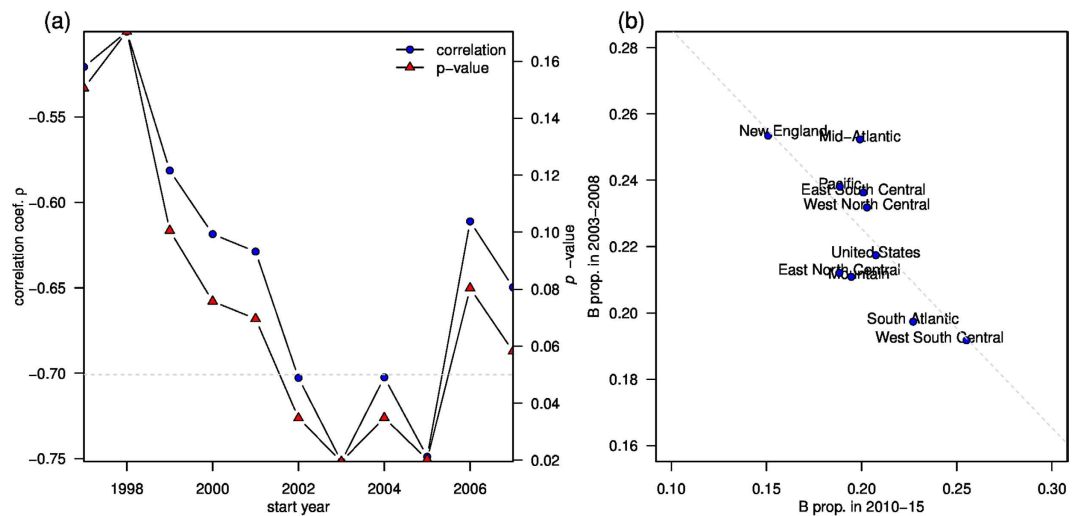 (a)
correlation
p−value
−0.55
−0.60
−0.65
−0.70
−0.75
correlation coef. ρ
0.16
0.14
0.12
0.10
0.08
0.06
0.04
0.02
p −value
1998
2000
2002
2004
2006
start year
(b)
0.28
0.26
0.24
0.22
0.20
0.18
0.16
B prop. in 2003−2008
New England
Mid−Atlantic
Pacific
East South Central
West North Central
United States
East North Central
Mountain
South Atlantic
West South Central
0.10
0.15
0.20
0.25
0.30
B prop. in 2010−15